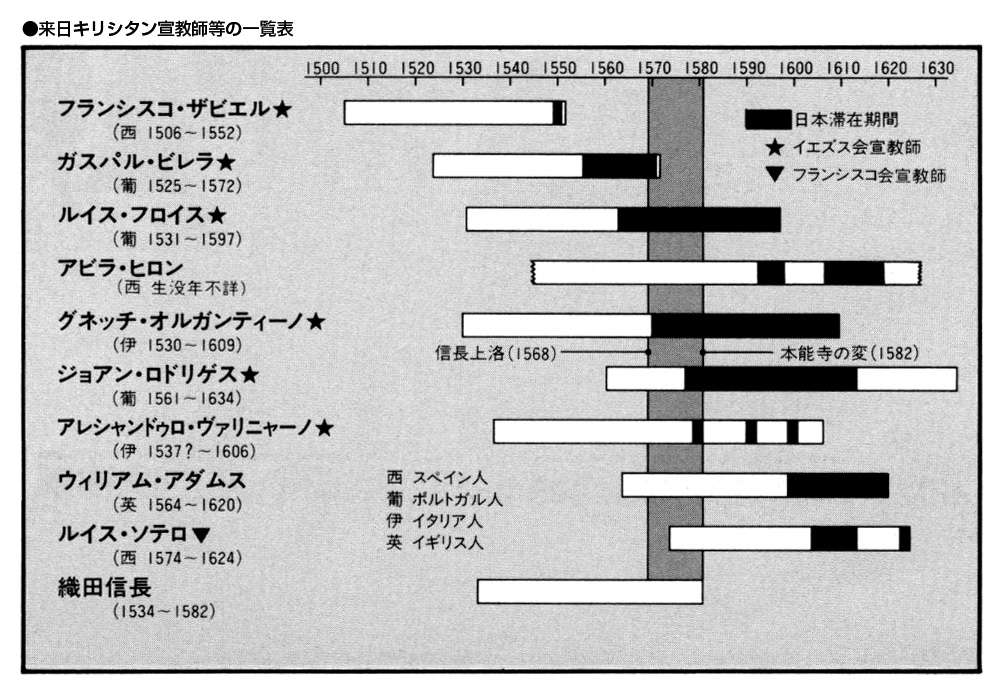 ●来日キリシタン宣教師等の一覧表
1500 1510 1520 1530 1540 1550 1560 1570 1580 1590 1600 1610 1620 1630
フランシスコ・ザビエル★
(西 1506～1552)
日本滞在期間
★ イエズス会宣教師
▼ フランシスコ会宣教師
ガスパル・ビレラ★
(葡 1525～1572)
ルイス・フロイス★
(葡 1531～1597)
アビラ・ヒロン
(西 生没年不詳)
グネッチ・オルガンティーノ★
(伊 1530～1609)
信長上洛(1568)
本能寺の変(1582)
ジョアン・ロドリゲス★
(葡 1561～1634)
アレシャンドゥロ・ヴァリニャーノ★
(伊 1537?～1606)
ウィリアム・アダムス
(英 1564～1620)
西 スペイン人
葡 ポルトガル人
伊 イタリア人
英 イギリス人
ルイス・ソテロ▼
(西 1574～1624)
織田信長
(1534～1582)